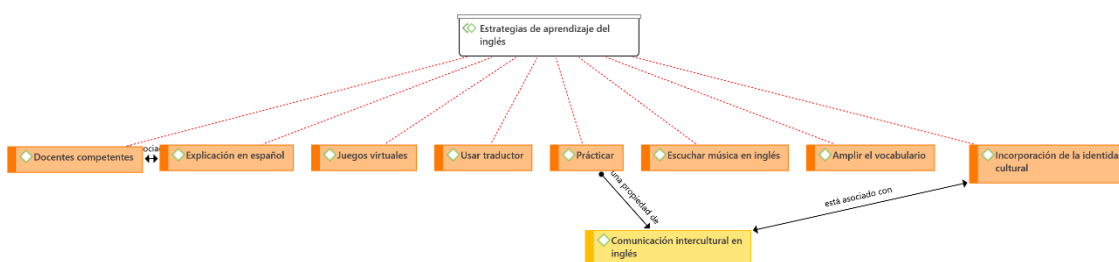 Estrategias de aprendizaje del
inglés
Docentes competentes
Explicación en español
Juegos virtuales
Usar traductor
Prácticar
Escuchar música en inglés
Amplir el vocabulario
Incorporación de la identida
cultural
una propiedad de
está asociado con
Comunicación intercultural en
inglés